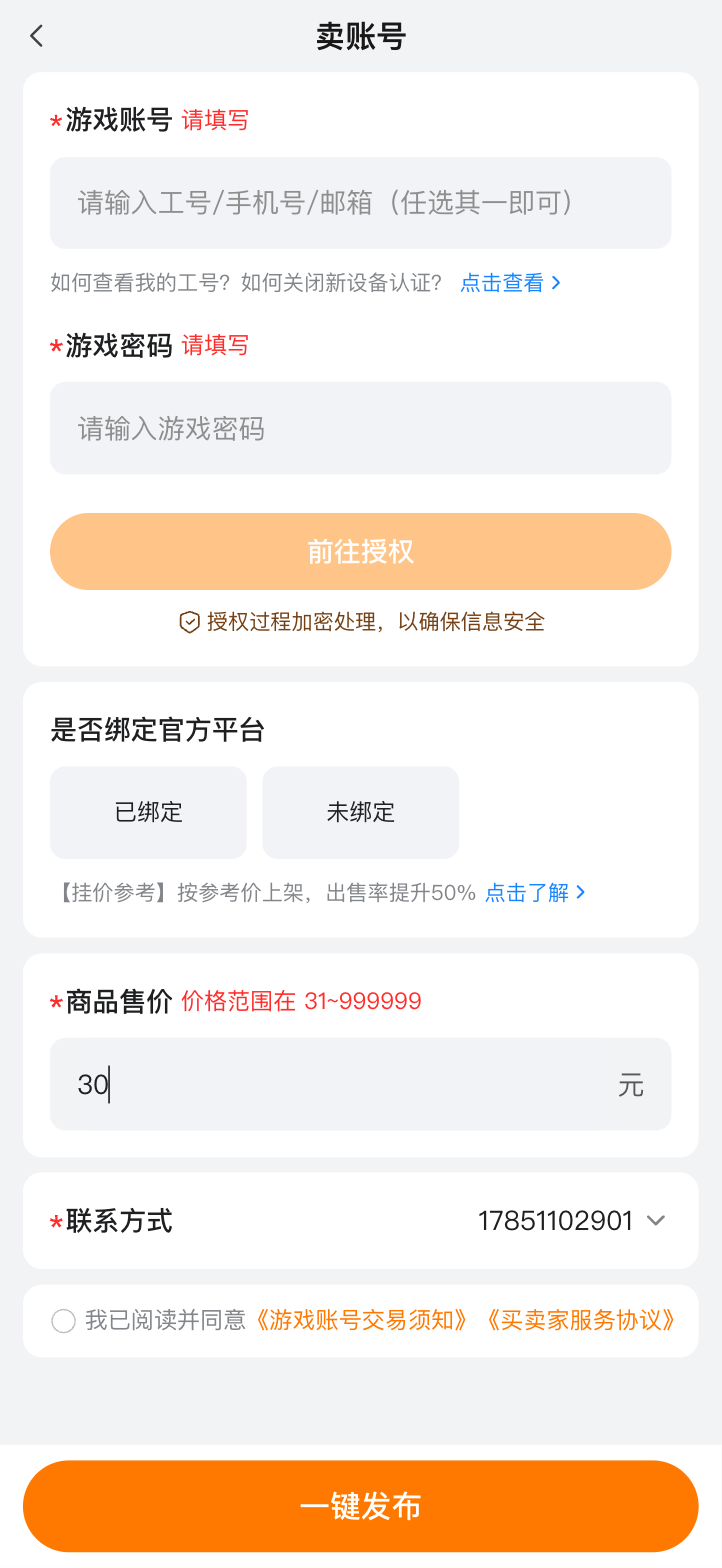 卖账号
*游戏账号 请填写
请输入工号/手机号/邮箱（任选其一即可）
如何查看我的工号？如何关闭新设备认证？ 点击查看
*游戏密码 请填写
请输入游戏密码
前往授权
授权过程加密处理，以确保信息安全
是否绑定官方平台
已绑定 未绑定
【挂价参考】按参考价上架，出售率提升50% 点击了解
*商品售价 价格范围在 31~999999
30 元
*联系方式 17851102901
我已阅读并同意《游戏账号交易须知》《买卖家服务协议》
一键发布